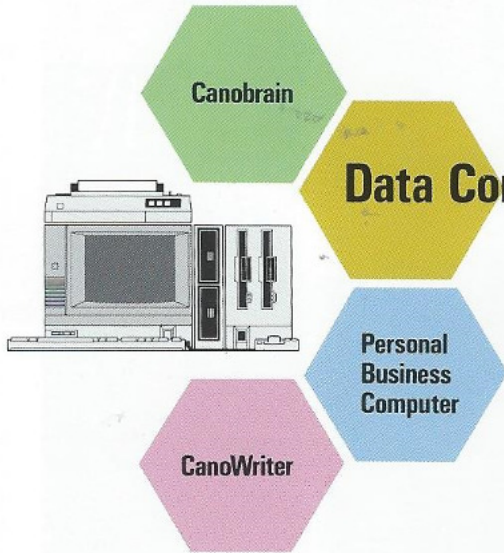 Canobrain
Data Co
Personal
Business
Computer
CanoWriter